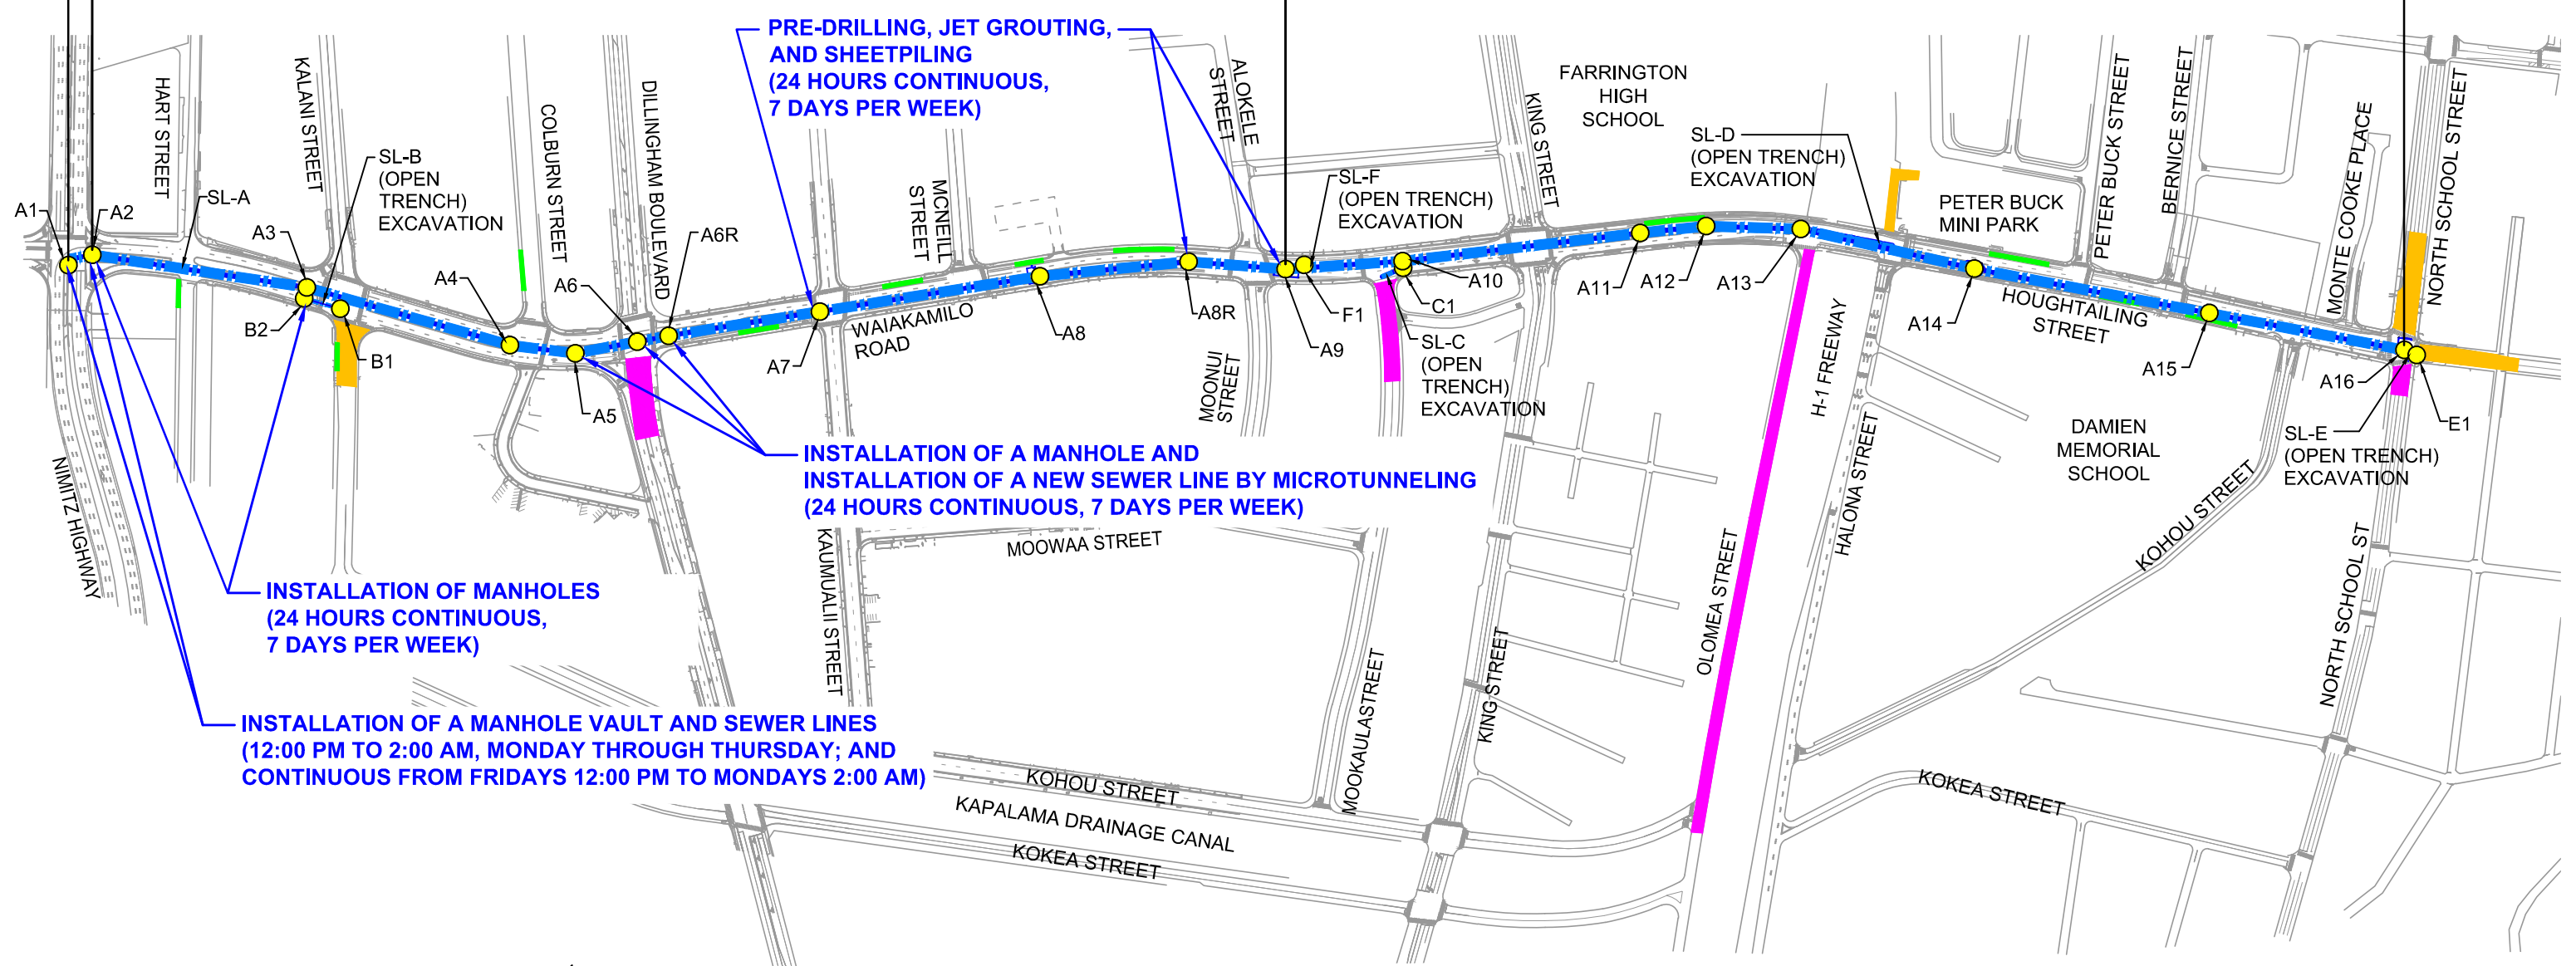 PRE-DRILLING, JET GROUTING,
AND SHEETPILING
(24 HOURS CONTINUOUS,
7 DAYS PER WEEK)
HART STREET
KALANI STREET
COLBURN STREET
DILLINGHAM BOULEVARD
MCNEILL
STREET
ALOKELE
STREET
KING STREET
FARRINGTON
HIGH
SCHOOL
PETER BUCK
MINI PARK
PETER BUCK STREET
BERNICE STREET
MONTE COOKE PLACE
NORTH SCHOOL STREET
SL-B
(OPEN
TRENCH)
EXCAVATION
SL-A
SL-F
(OPEN TRENCH)
EXCAVATION
SL-D
(OPEN TRENCH)
EXCAVATION
A1
A2
A3
B2
B1
A4
A5
A6
A6R
A7
WAIAKAMILO
ROAD
A8
A8R
A9
F1
C1
A10
A11
A12
A13
A14
HOUGHTAILING
STREET
A15
A16
E1
SL-C
(OPEN
TRENCH)
EXCAVATION
SL-E
(OPEN TRENCH)
EXCAVATION
MOONUI
STREET
H-1 FREEWAY
HALONA STREET
DAMIEN
MEMORIAL
SCHOOL
KOHOU STREET
NORTH SCHOOL ST
NIMITZ HIGHWAY
INSTALLATION OF A MANHOLE AND
INSTALLATION OF A NEW SEWER LINE BY MICROTUNNELING
(24 HOURS CONTINUOUS, 7 DAYS PER WEEK)
KAUMUALII STREET
MOOWAA STREET
OLOMEA STREET
INSTALLATION OF MANHOLES
(24 HOURS CONTINUOUS,
7 DAYS PER WEEK)
INSTALLATION OF A MANHOLE VAULT AND SEWER LINES
(12:00 PM TO 2:00 AM, MONDAY THROUGH THURSDAY; AND
CONTINUOUS FROM FRIDAYS 12:00 PM TO MONDAYS 2:00 AM)
MOOKAULASTREET
KING STREET
KOHOU STREET
KAPALAMA DRAINAGE CANAL
KOKEA STREET
KOKEA STREET